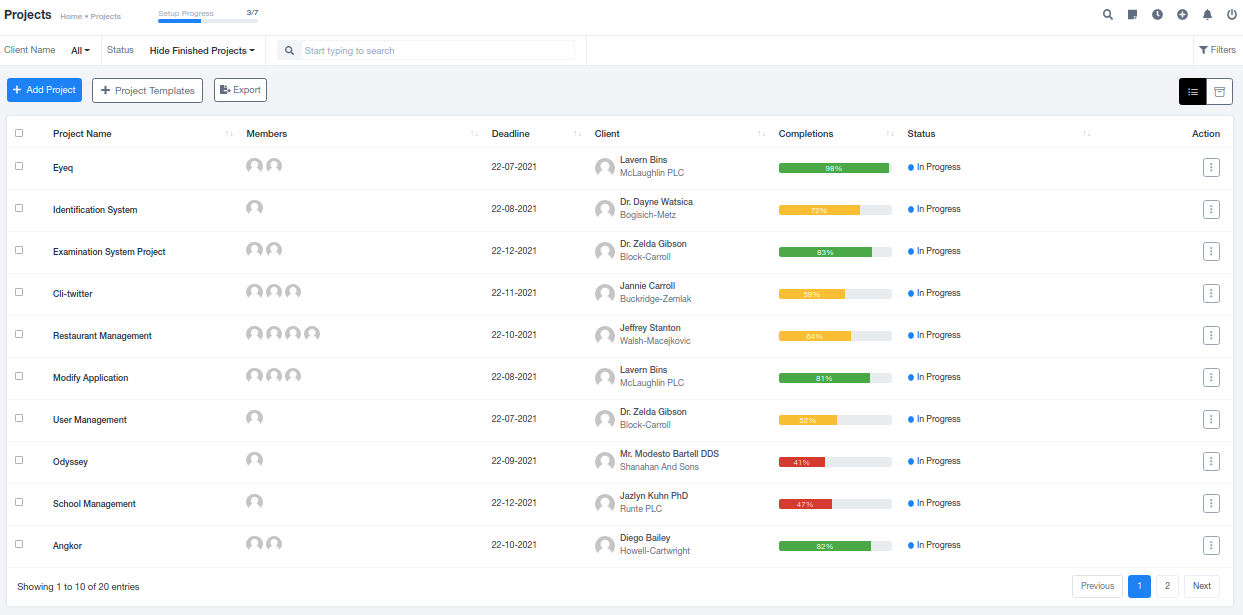 Projects Home • Projects Setup Progress 3/7
Client Name All Status Hide Finished Projects Start typing to search Filters
Add Project Project Templates Export
Project Name Members Deadline Client Completions Status Action
Eyeq 22-07-2021 Lavern Bins McLaughlin PLC 98% In Progress
Identification System 22-08-2021 Dr. Dayne Watsica Bogisich-Metz 72% In Progress
Examination System Project 22-12-2021 Dr. Zelda Gibson Block-Carroll 83% In Progress
Cli-twitter 22-11-2021 Jannie Carroll Buckridge-Zemlak 59% In Progress
Restaurant Management 22-10-2021 Jeffrey Stanton Walsh-Macejkovic 64% In Progress
Modify Application 22-08-2021 Lavern Bins McLaughlin PLC 81% In Progress
User Management 22-07-2021 Dr. Zelda Gibson Block-Carroll 52% In Progress
Odyssey 22-09-2021 Mr. Modesto Bartell DDS Shanahan And Sons 41% In Progress
School Management 22-12-2021 Jazlyn Kuhn PhD Runte PLC 47% In Progress
Angkor 22-10-2021 Diego Bailey Howell-Cartwright 82% In Progress
Showing 1 to 10 of 20 entries Previous 1 2 Next